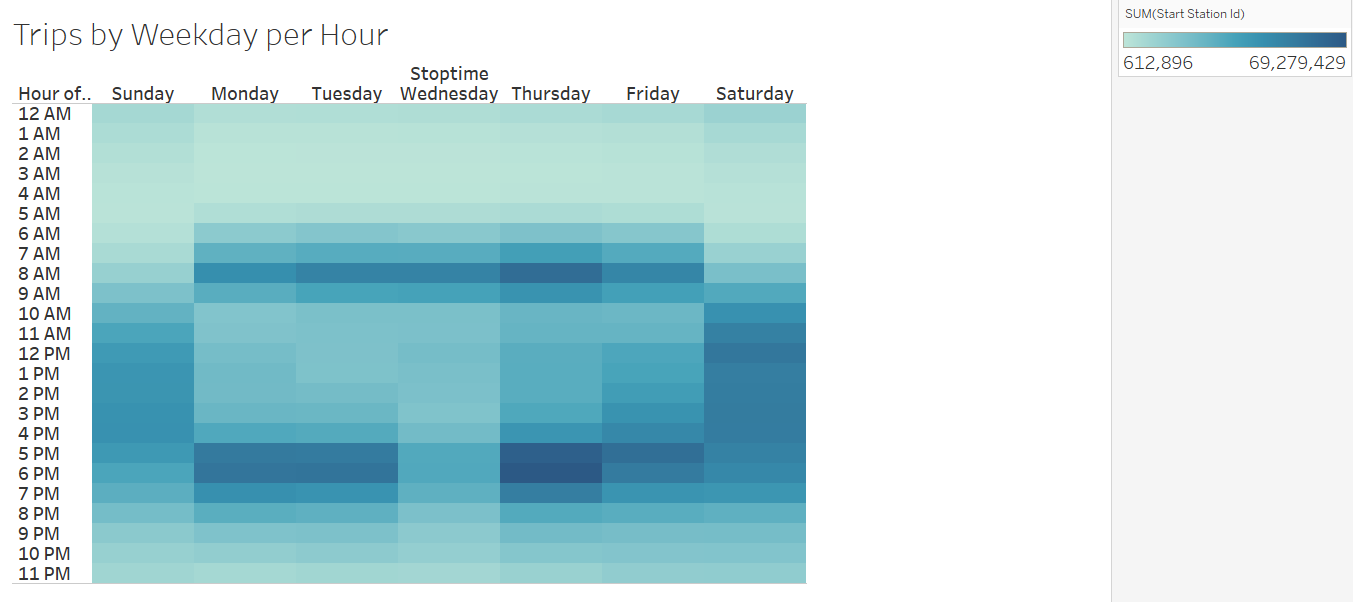 Trips by Weekday per Hour
SUM(Start Station Id)
612,896 69,279,429
Stoptime
Hour of.. Sunday Monday Tuesday Wednesday Thursday Friday Saturday
12 AM
1 AM
2 AM
3 AM
4 AM
5 AM
6 AM
7 AM
8 AM
9 AM
10 AM
11 AM
12 PM
1 PM
2 PM
3 PM
4 PM
5 PM
6 PM
7 PM
8 PM
9 PM
10 PM
11 PM